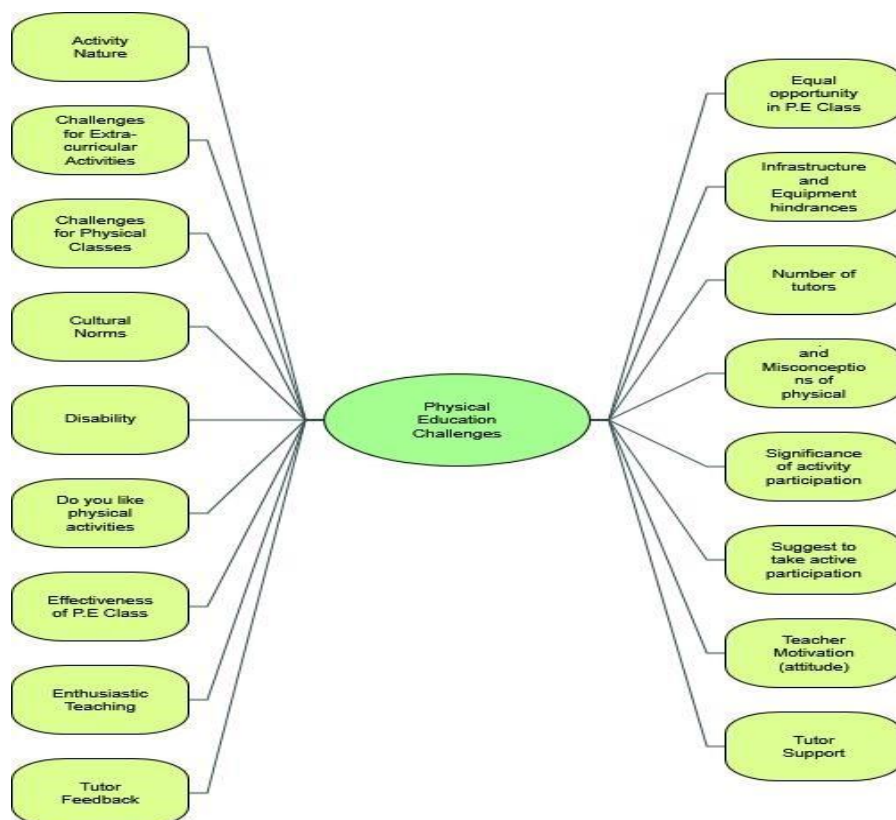 Activity
Nature
Challenges
for Extra-
curricular
Activities
Challenges
for Physical
Classes
Cultural
Norms
Disability
Do you like
physical
activities
Effectiveness
of P.E Class
Enthusiastic
Teaching
Tutor
Feedback
Physical
Education
Challenges
Equal
opportunity
in P.E Class
Infrastructure
and
Equipment
hindrances
Number of
tutors
and
Misconceptio
ns of
physical
Significance
of activity
participation
Suggest to
take active
participation
Teacher
Motivation
(attitude)
Tutor
Support